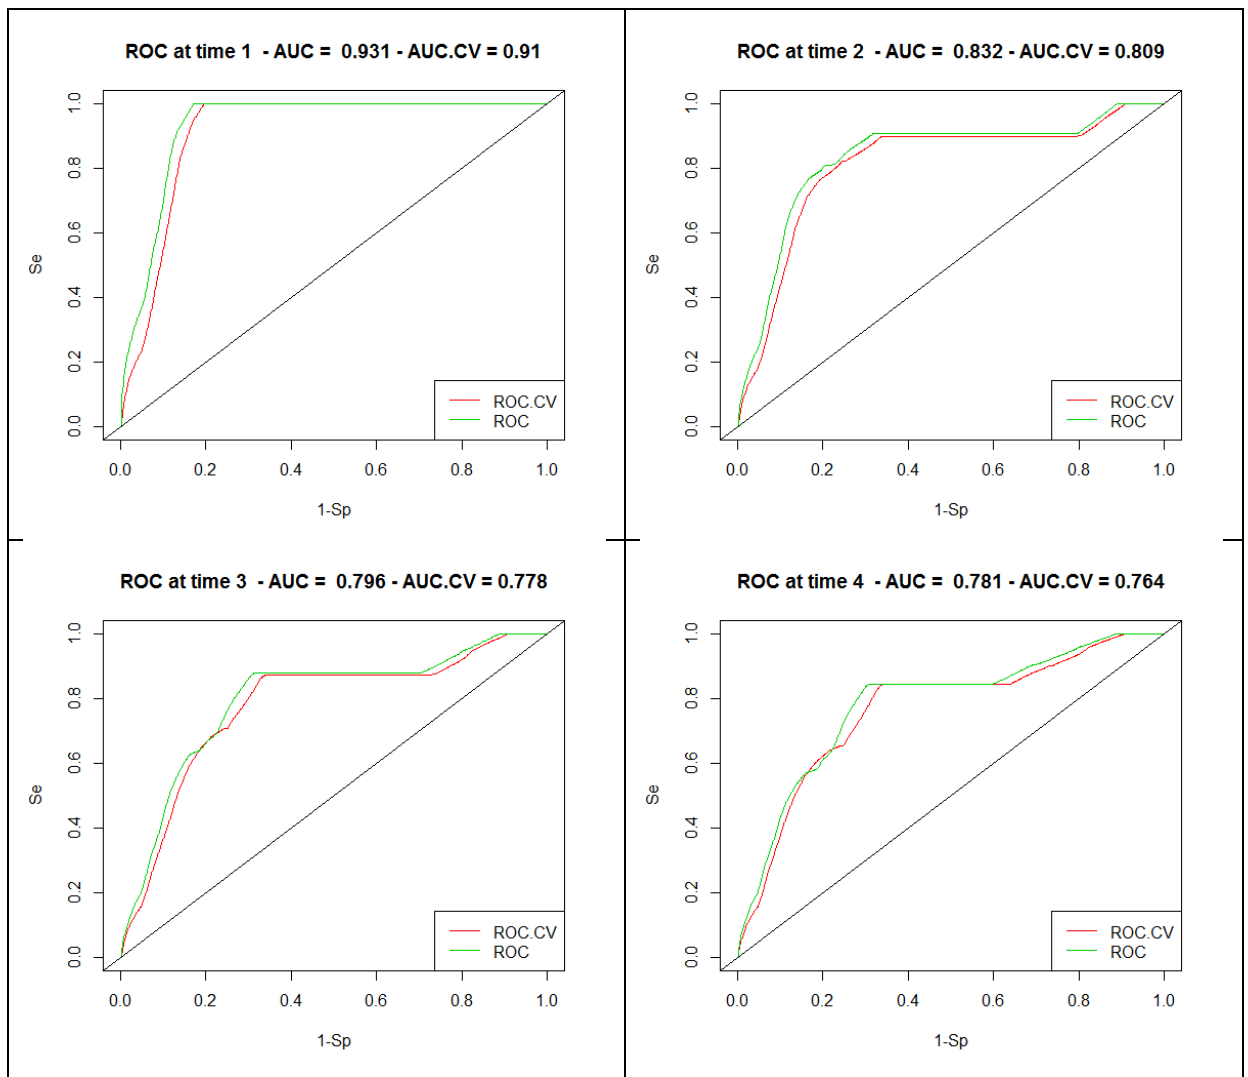 ROC at time 1  - AUC =  0.931 - AUC.CV = 0.91
1.0
0.8
0.6
0.4
0.2
0.0
Se
ROC.CV
ROC
0.0 0.2 0.4 0.6 0.8 1.0
1-Sp
ROC at time 2  - AUC =  0.832 - AUC.CV = 0.809
1.0
0.8
0.6
0.4
0.2
0.0
Se
ROC.CV
ROC
0.0 0.2 0.4 0.6 0.8 1.0
1-Sp
ROC at time 3  - AUC =  0.796 - AUC.CV = 0.778
1.0
0.8
0.6
0.4
0.2
0.0
Se
ROC.CV
ROC
0.0 0.2 0.4 0.6 0.8 1.0
1-Sp
ROC at time 4  - AUC =  0.781 - AUC.CV = 0.764
1.0
0.8
0.6
0.4
0.2
0.0
Se
ROC.CV
ROC
0.0 0.2 0.4 0.6 0.8 1.0
1-Sp